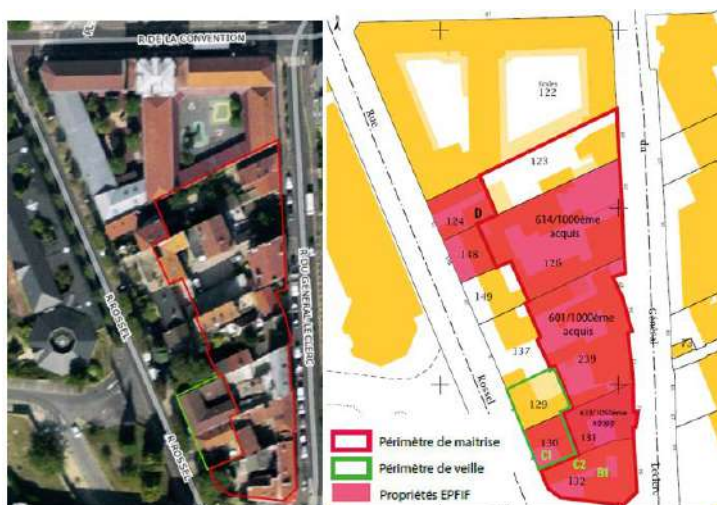 R DE LA CONVENTION
R ROSSEL
R ROSSEL
R DU GENERAL LECLERC
Rue
Rossel
du
Général
Leclerc
Ecoles
122
123
124
D
148
614/1000ème
acquis
126
149
601/1000ème
acquis
137
239
129
130
C1
131
C2
B1
132
Périmètre de maitrise
Périmètre de veille
Propriétés EPFIF